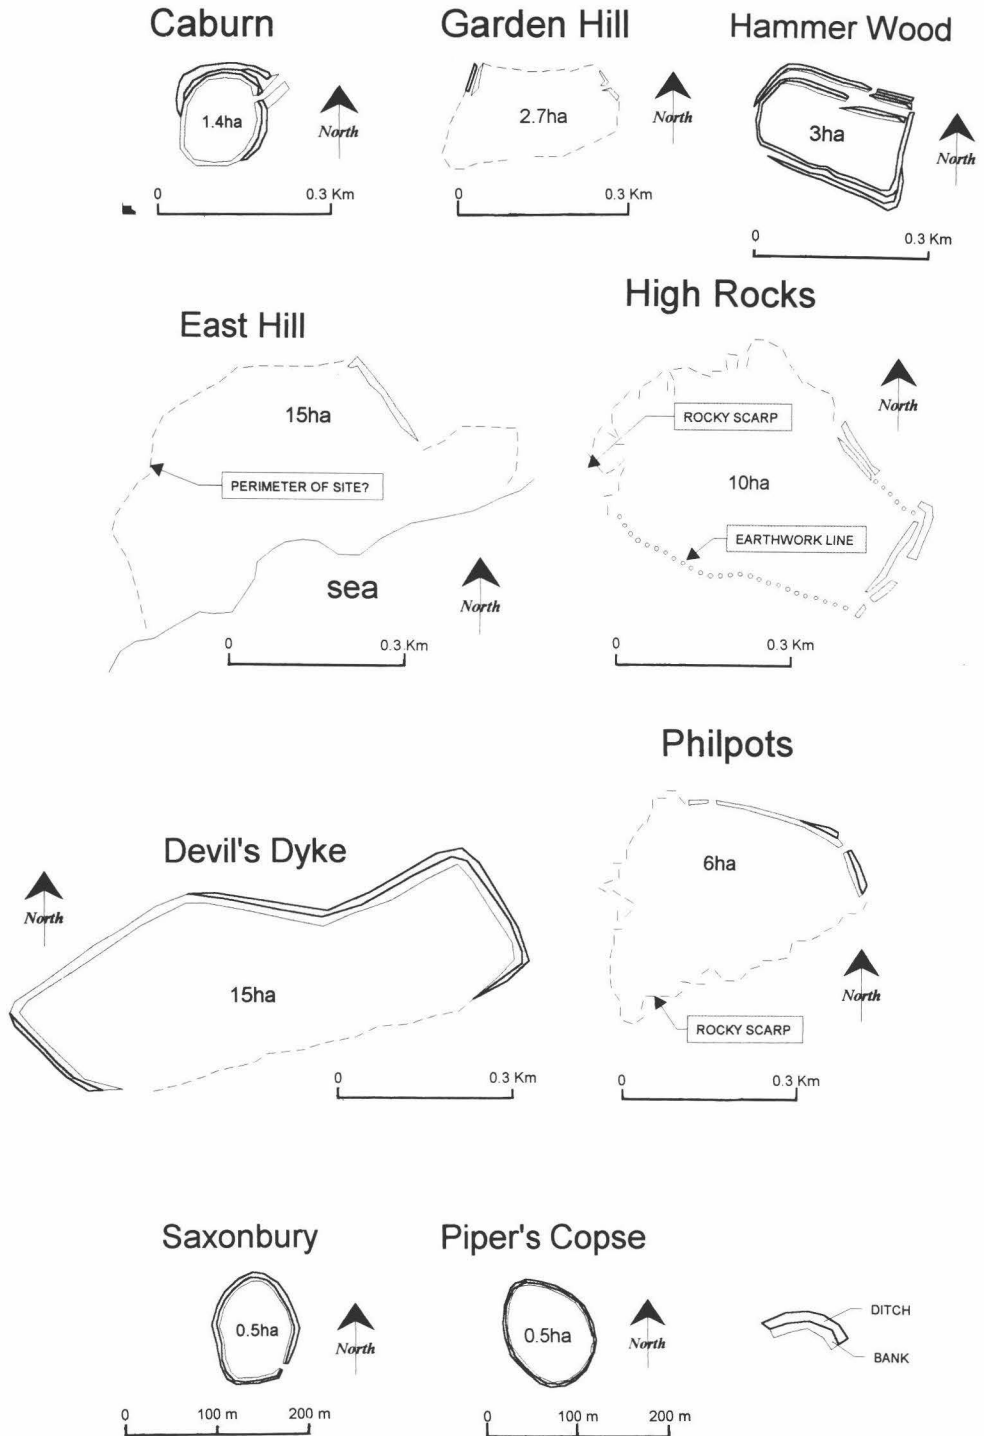 Caburn
Garden Hill
Hammer Wood
1.4ha
North
0 0.3 Km
2.7ha
North
0 0.3 Km
3ha
North
0 0.3 Km
East Hill
15ha
PERIMETER OF SITE?
sea
North
0 0.3 Km
High Rocks
ROCKY SCARP
North
10ha
EARTHWORK LINE
0 0.3 Km
Devil's Dyke
North
15ha
0 0.3 Km
Philpots
6ha
North
ROCKY SCARP
0 0.3 Km
Saxonbury
0.5ha
North
0 100 m 200 m
Piper's Copse
0.5ha
North
0 100 m 200 m
DITCH
BANK